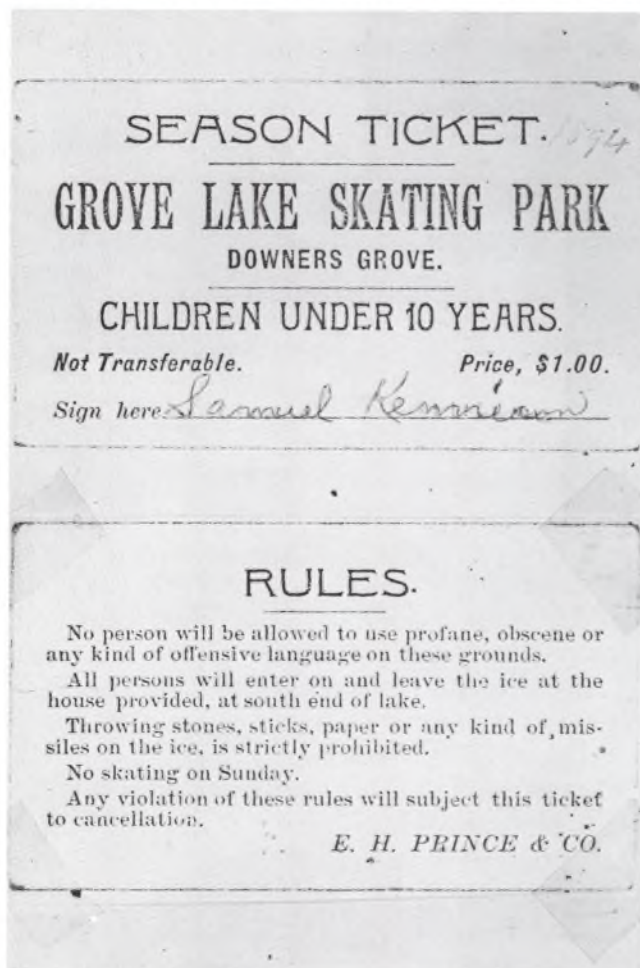 SEASON TICKET. 1894
GROVE LAKE SKATING PARK
DOWNERS GROVE.
CHILDREN UNDER 10 YEARS.
Not Transferable. Price, $1.00.
Sign here Samuel
RULES.
No person will be allowed to use profane, obscene or
any kind of offensive language on these grounds.
All persons will enter on and leave the ice at the
house provided, at south end of lake.
Throwing stones, sticks, paper or any kind of mis-
siles on the ice, is strictly prohibited.
No skating on Sunday.
Any violation of these rules will subject this ticket
to cancellation.
E. H. PRINCE & CO.